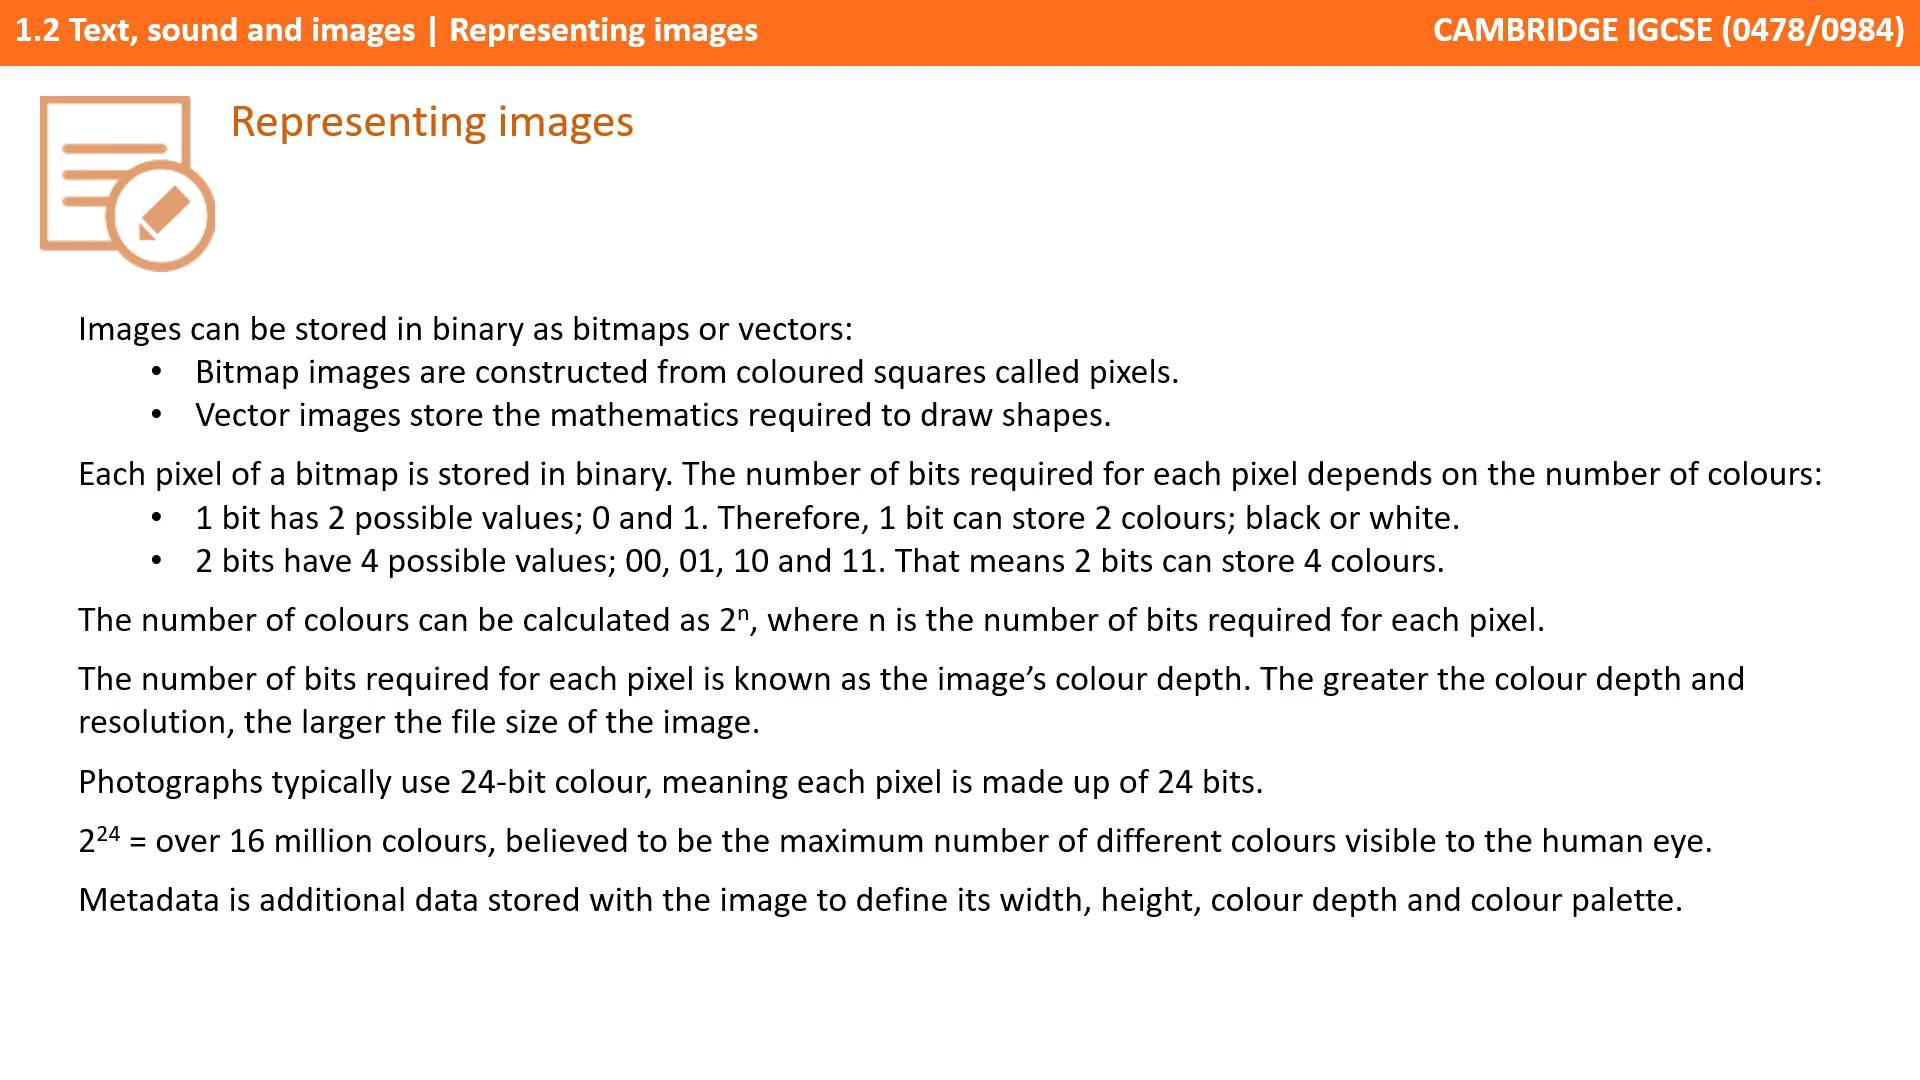 1.2 Text, sound and images | Representing images
CAMBRIDGE IGCSE (0478/0984)
Representing images
Images can be stored in binary as bitmaps or vectors:
• Bitmap images are constructed from coloured squares called pixels.
• Vector images store the mathematics required to draw shapes.
Each pixel of a bitmap is stored in binary. The number of bits required for each pixel depends on the number of colours:
• 1 bit has 2 possible values; 0 and 1. Therefore, 1 bit can store 2 colours; black or white.
• 2 bits have 4 possible values; 00, 01, 10 and 11. That means 2 bits can store 4 colours.
The number of colours can be calculated as 2ⁿ, where n is the number of bits required for each pixel.
The number of bits required for each pixel is known as the image’s colour depth. The greater the colour depth and
resolution, the larger the file size of the image.
Photographs typically use 24-bit colour, meaning each pixel is made up of 24 bits.
2²⁴ = over 16 million colours, believed to be the maximum number of different colours visible to the human eye.
Metadata is additional data stored with the image to define its width, height, colour depth and colour palette.